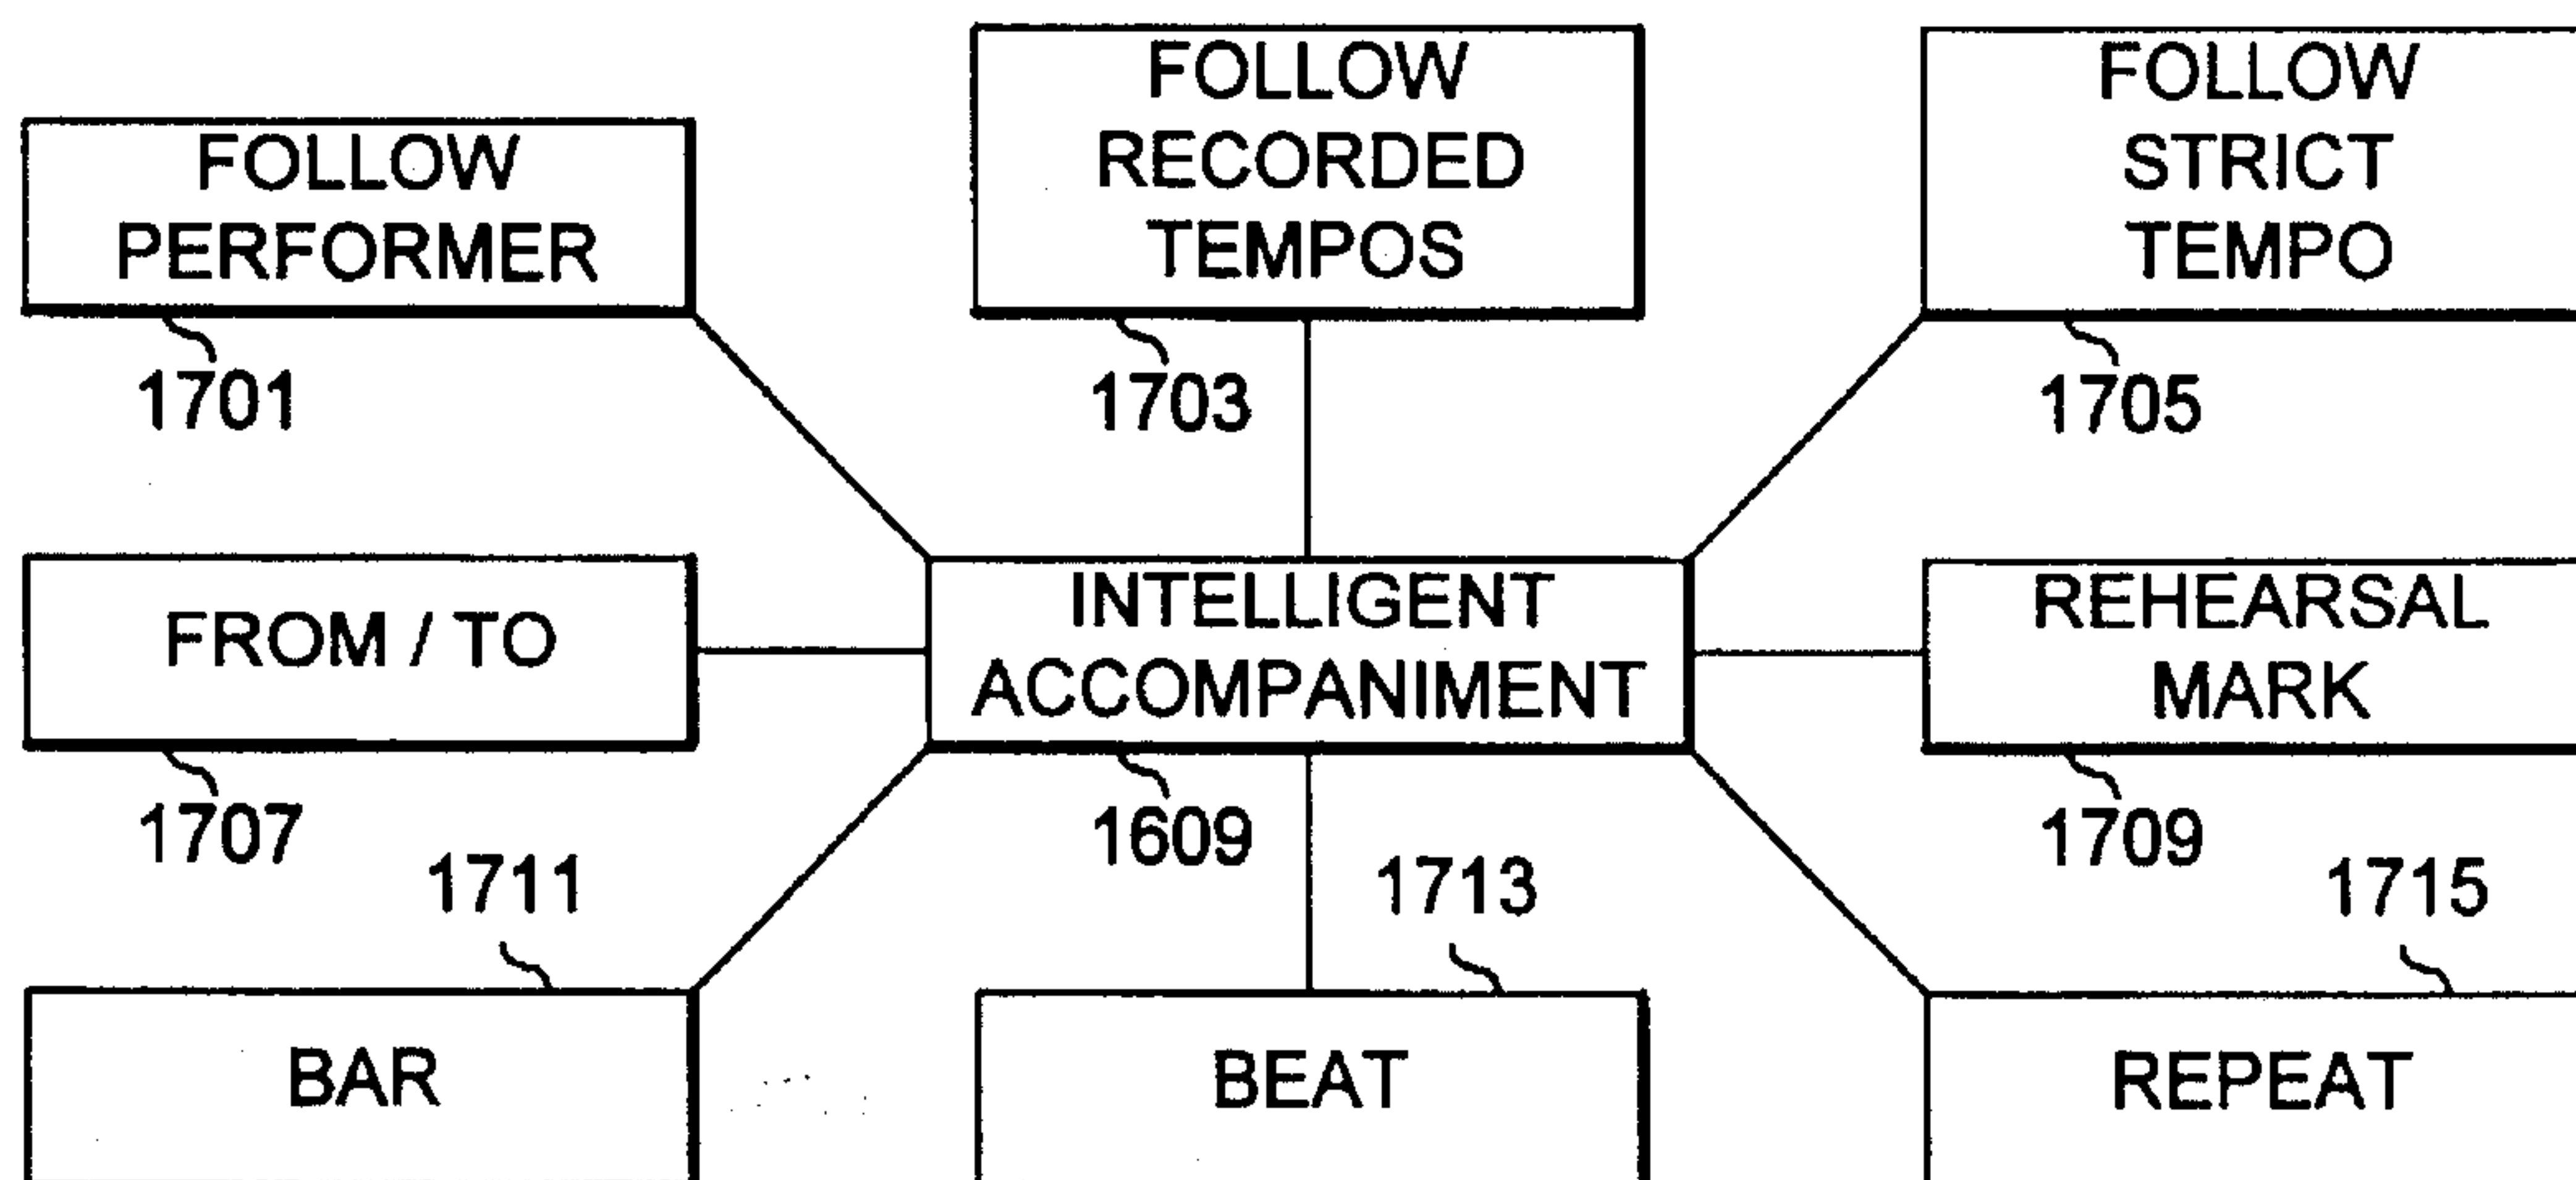 FOLLOW
PERFORMER
1701
FOLLOW
RECORDED
TEMPOS
1703
FOLLOW
STRICT
TEMPO
1705
FROM / TO
1707
INTELLIGENT
ACCOMPANIMENT
1609
REHEARSAL
MARK
1709
1711
BAR
1713
BEAT
1715
REPEAT